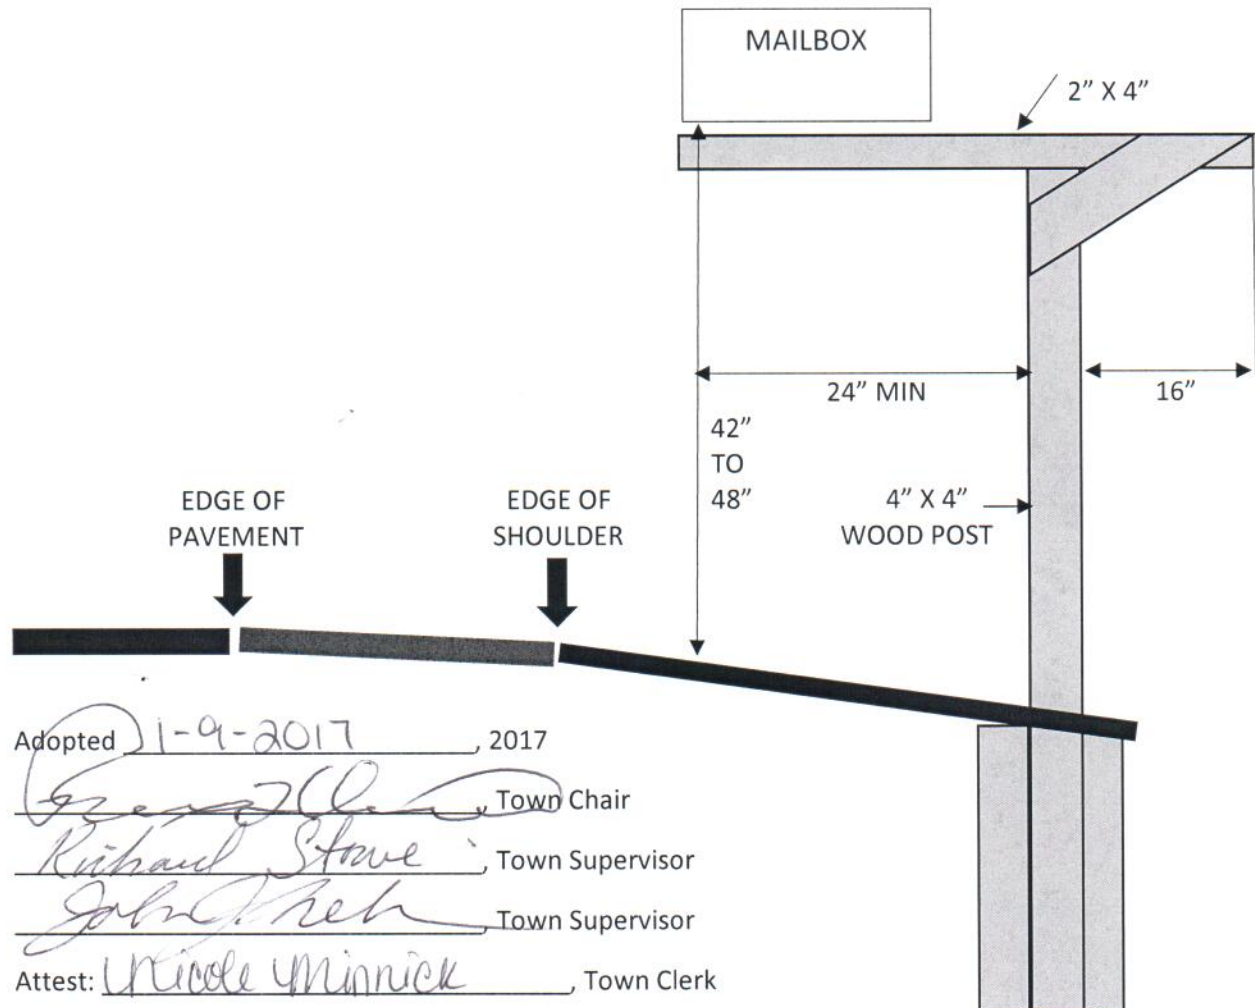 MAILBOX
2” X 4”
24” MIN
16”
42”
TO
48”
EDGE OF
PAVEMENT
EDGE OF
SHOULDER
4” X 4”
WOOD POST
Adopted 1-9-2017, 2017
, Town Chair
Richard Stowe, Town Supervisor
John J., Town Supervisor
Attest: Nicole Minnick, Town Clerk